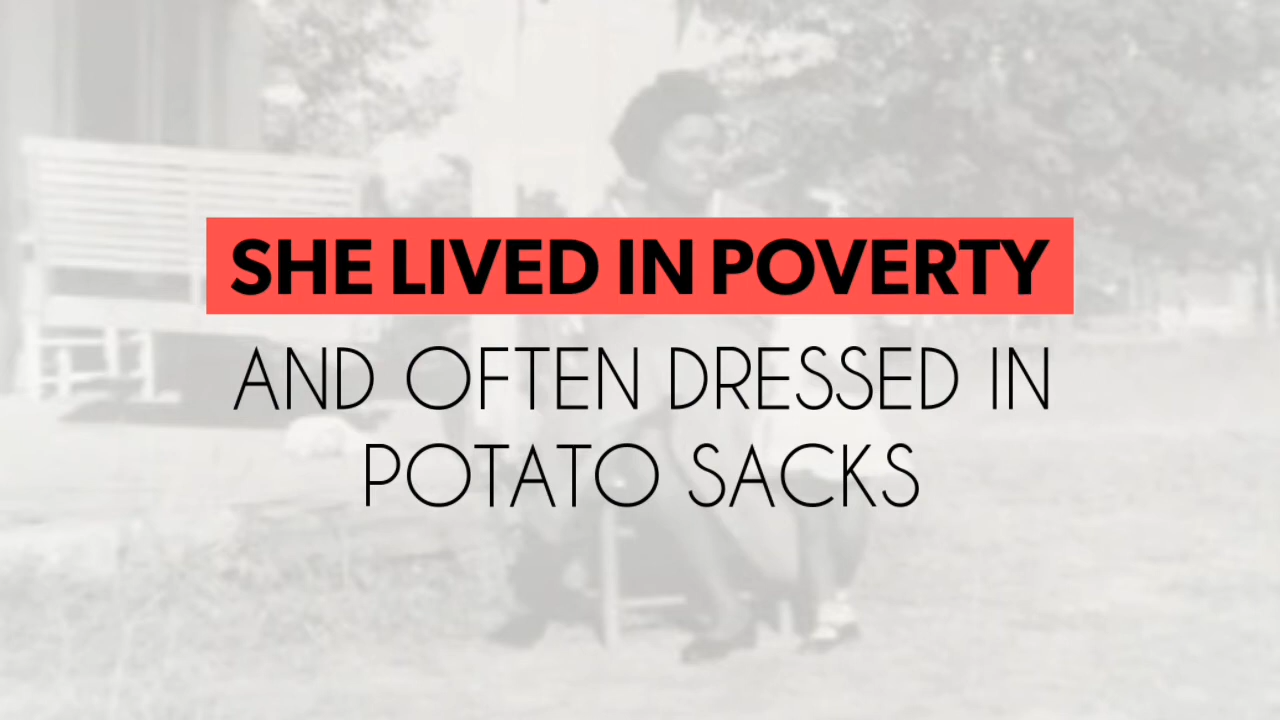 SHE LIVED IN POVERTY
AND OFTEN DRESSED IN
POTATO SACKS